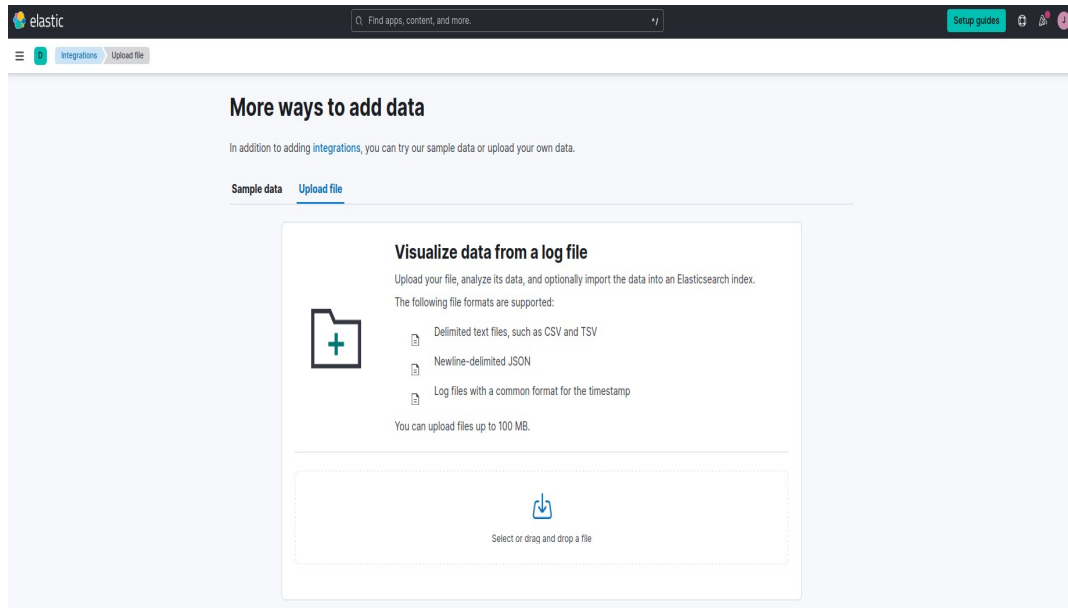 elastic
Find apps, content, and more.
^/
Setup guides
J
D
Integrations
Upload file
More ways to add data
In addition to adding integrations, you can try our sample data or upload your own data.
Sample data
Upload file
Visualize data from a log file
Upload your file, analyze its data, and optionally import the data into an Elasticsearch index.
The following file formats are supported:
Delimited text files, such as CSV and TSV
Newline-delimited JSON
Log files with a common format for the timestamp
You can upload files up to 100 MB.
Select or drag and drop a file